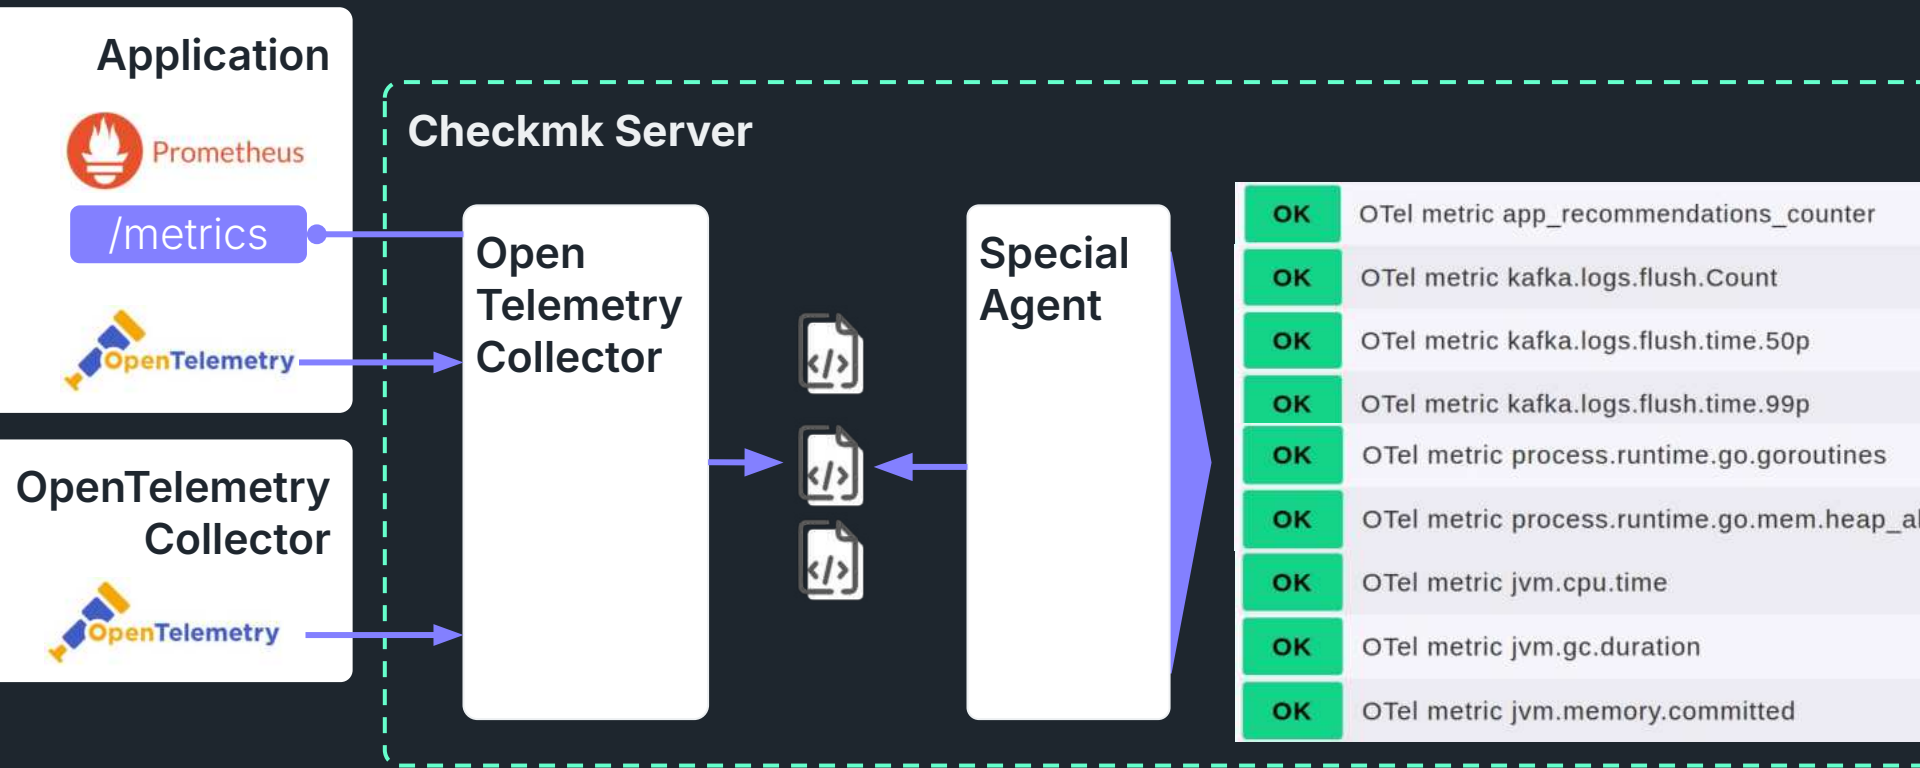 Application
Prometheus
/metrics
OpenTelemetry
OpenTelemetry
Collector
OpenTelemetry
Checkmk Server
Open
Telemetry
Collector
</>
</>
</>
Special
Agent
OK OTel metric app_recommendations_counter
OK OTel metric kafka.logs.flush.Count
OK OTel metric kafka.logs.flush.time.50p
OK OTel metric kafka.logs.flush.time.99p
OK OTel metric process.runtime.go.goroutines
OK OTel metric process.runtime.go.mem.heap_al
OK OTel metric jvm.cpu.time
OK OTel metric jvm.gc.duration
OK OTel metric jvm.memory.committed